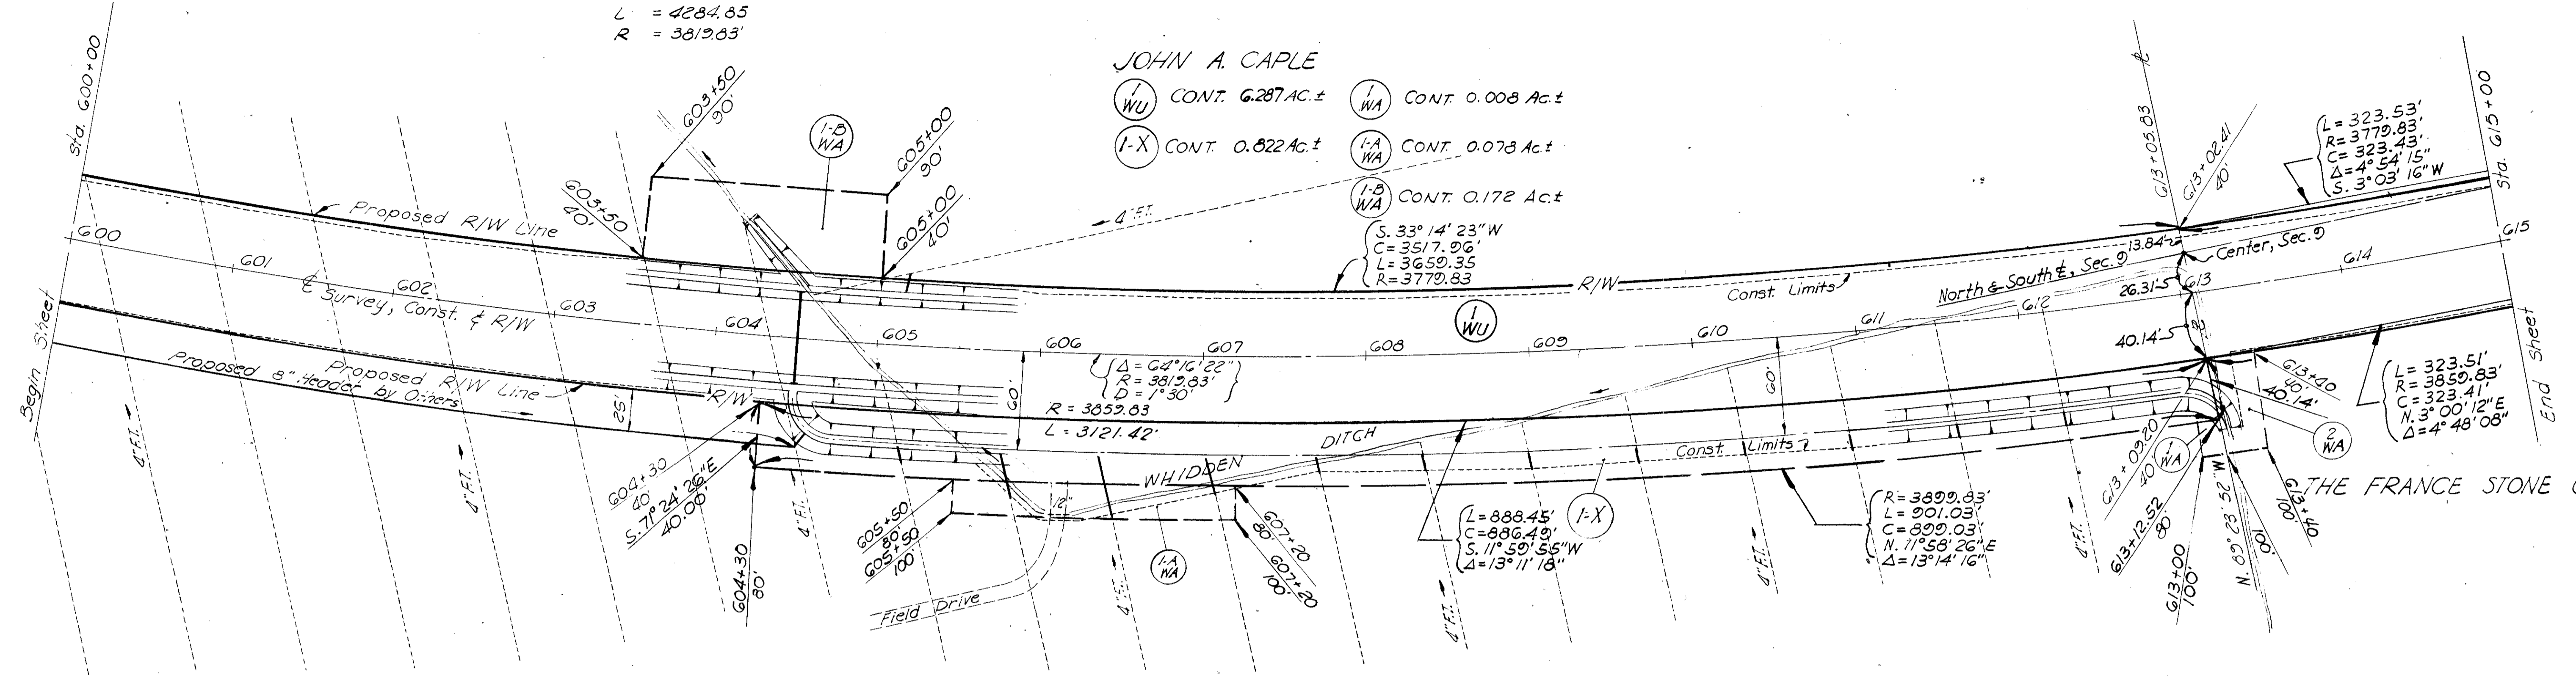 L = 4284.85
R = 3819.83'
JOHN A. CAPLE
1 WU CONT. 6.287 AC.±
1 WA CONT. 0.008 Ac.±
1-X CONT. 0.822 Ac.±
1-A WA CONT. 0.078 Ac.±
1-B WA CONT. 0.172 Ac.±
S. 33° 14' 23" W
C = 3517.96'
L = 3659.35
R = 3779.83
Sta. 600+00
Begin Sheet
603+50
90'
1-B WA
605+00
90'
603+50
40'
605+00
40'
4" F.T.
Proposed R/W Line
600
601
602
603
604
605
606
607
608
609
610
611
612
613
614
615
℄ Survey, Const. & R/W
Proposed R/W Line
Proposed 8" Header by Others
25'
R/W
R/W
Const. Limits
1 WU
North & South ℄, Sec. 9
Center, Sec. 9
13.84'
26.31'
40.14'
613+05.83
613+02.41
40'
L = 323.53'
R = 3779.83'
C = 323.43'
Δ = 4° 54' 15"
S. 3° 03' 16" W
Sta. 615+00
End Sheet
Δ = 64° 16' 22"
R = 3819.83'
D = 1° 30'
R = 3859.83
L = 3121.42'
60'
60'
DITCH
WHIDDEN
Const. Limits
12"
604+30
40'
S. 71° 24' 26" E
40.00'
604+30
80'
605+50
80'
605+50
100'
1-A WA
607+20
80'
607+20
100'
Field Drive
L = 888.45'
C = 886.49'
S. 11° 59' 55" W
Δ = 13° 11' 18"
1-X
R = 3899.83'
L = 901.03'
C = 899.03'
N. 11° 58' 26" E
Δ = 13° 14' 16"
613+09.20
40'
1 WA
613+12.52
80'
613+00
100'
N. 89° 23' 52" W.
100'
613+40
100'
613+40
40'
40.14'
2 WA
L = 323.51'
R = 3859.83'
C = 323.41'
N. 3° 00' 12" E
Δ = 4° 48' 08"
THE FRANCE STONE
4" F.T.
4" F.T.
4" F.T.
4" F.T.
4" F.T.
4" F.T.
4" F.T.